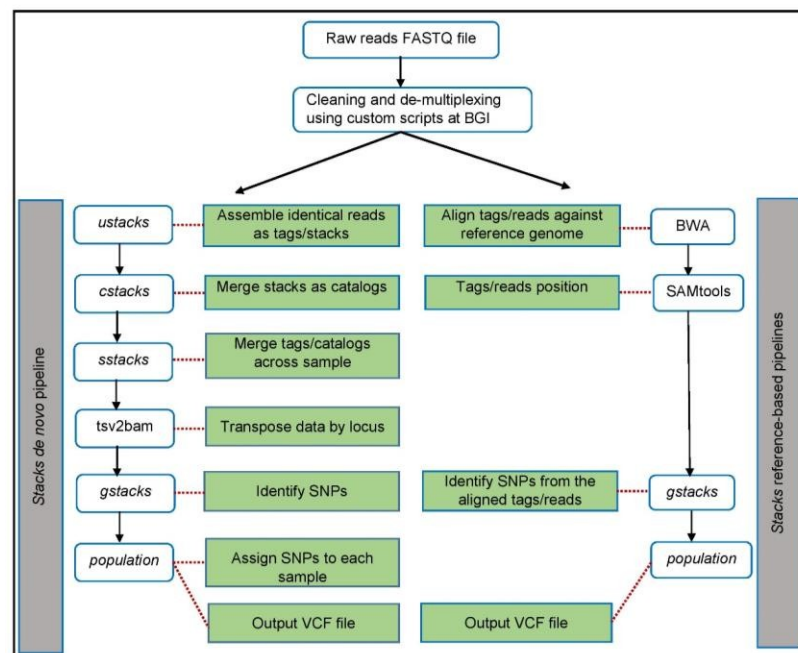 Raw reads FASTQ file
Cleaning and de-multiplexing
using custom scripts at BGI
Stacks de novo pipeline
ustacks
Assemble identical reads
as tags/stacks
cstacks
Merge stacks as catalogs
sstacks
Merge tags/catalogs
across sample
tsv2bam
Transpose data by locus
gstacks
Identify SNPs
population
Assign SNPs to each
sample
Output VCF file
Align tags/reads against
reference genome
BWA
Tags/reads position
SAMtools
Identify SNPs from the
aligned tags/reads
gstacks
population
Output VCF file
Stacks reference-based pipelines